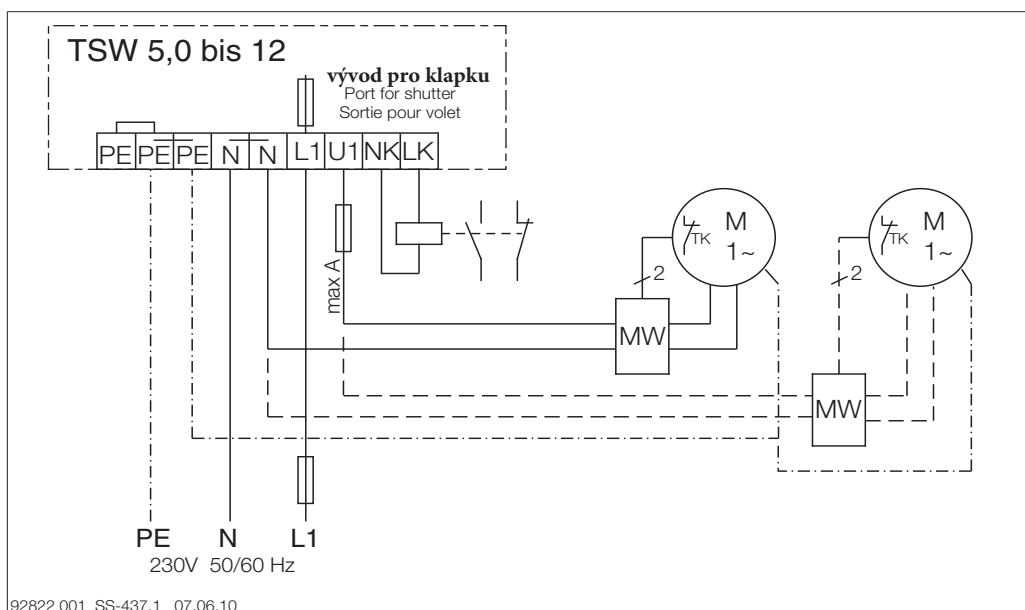 TSW 5,0 bis 12
vývod pro klapku
Port for shutter
Sortie pour volet
PE PE PE N N L1 U1 NK LK
max A
TK M 1~
TK M 1~
2
2
MW
MW
PE N L1
230V 50/60 Hz
92822 001 SS-437.1 07.06.10